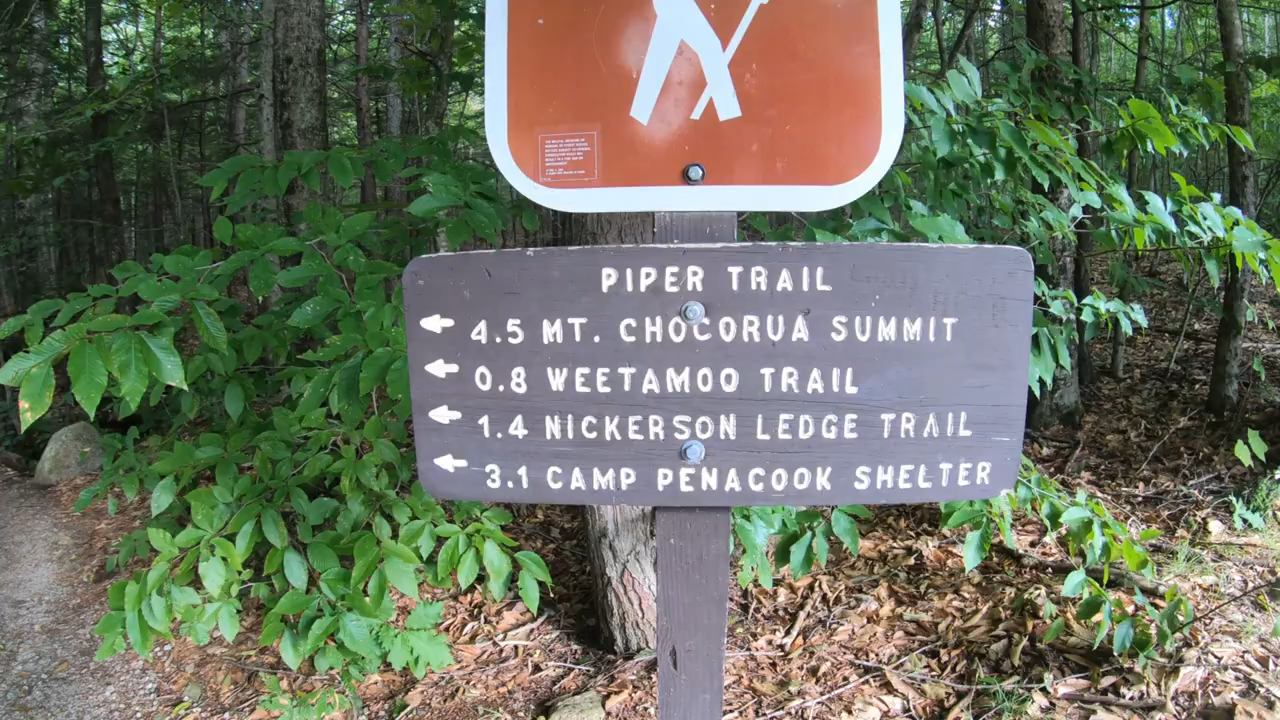 PIPER TRAIL
4.5 MT. CHOCORUA SUMMIT
0.8 WEETAMOO TRAIL
1.4 NICKERSON LEDGE TRAIL
3.1 CAMP PENACOOK SHELTER